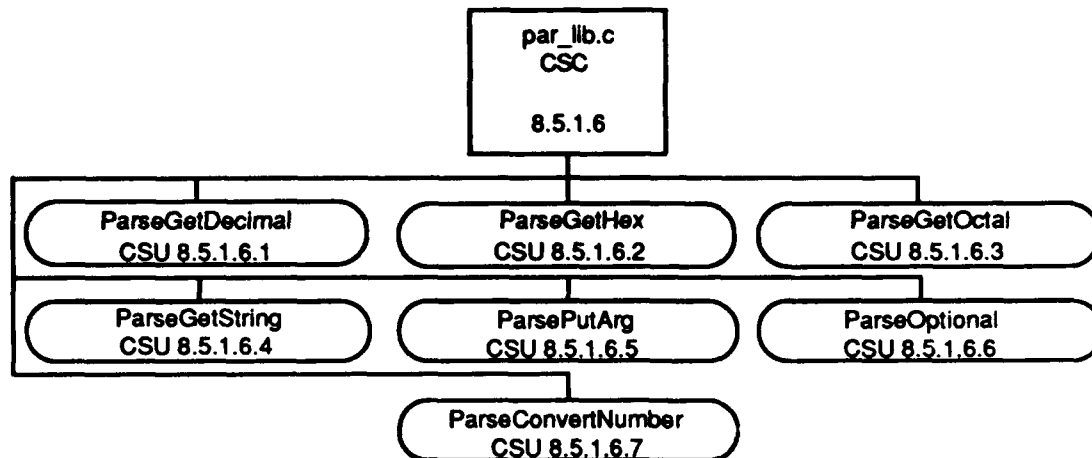 par_lib.c
CSC
8.5.1.6
ParseGetDecimal
CSU 8.5.1.6.1
ParseGetHex
CSU 8.5.1.6.2
ParseGetOctal
CSU 8.5.1.6.3
ParseGetString
CSU 8.5.1.6.4
ParsePutArg
CSU 8.5.1.6.5
ParseOptional
CSU 8.5.1.6.6
ParseConvertNumber
CSU 8.5.1.6.7